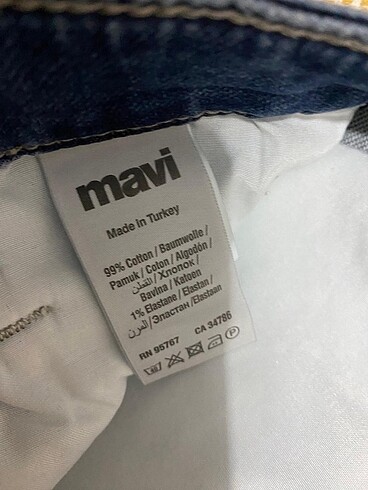 mavi
Made in Turkey
99% Cotton / Baumwolle /
Pamuk / Coton / Algodón /
القطن / Хлопок /
Bavlna / Katoen
1% Elastane / Elastan /
المرن / Эластан /Elastaan
RN 95767 CA 34786
P